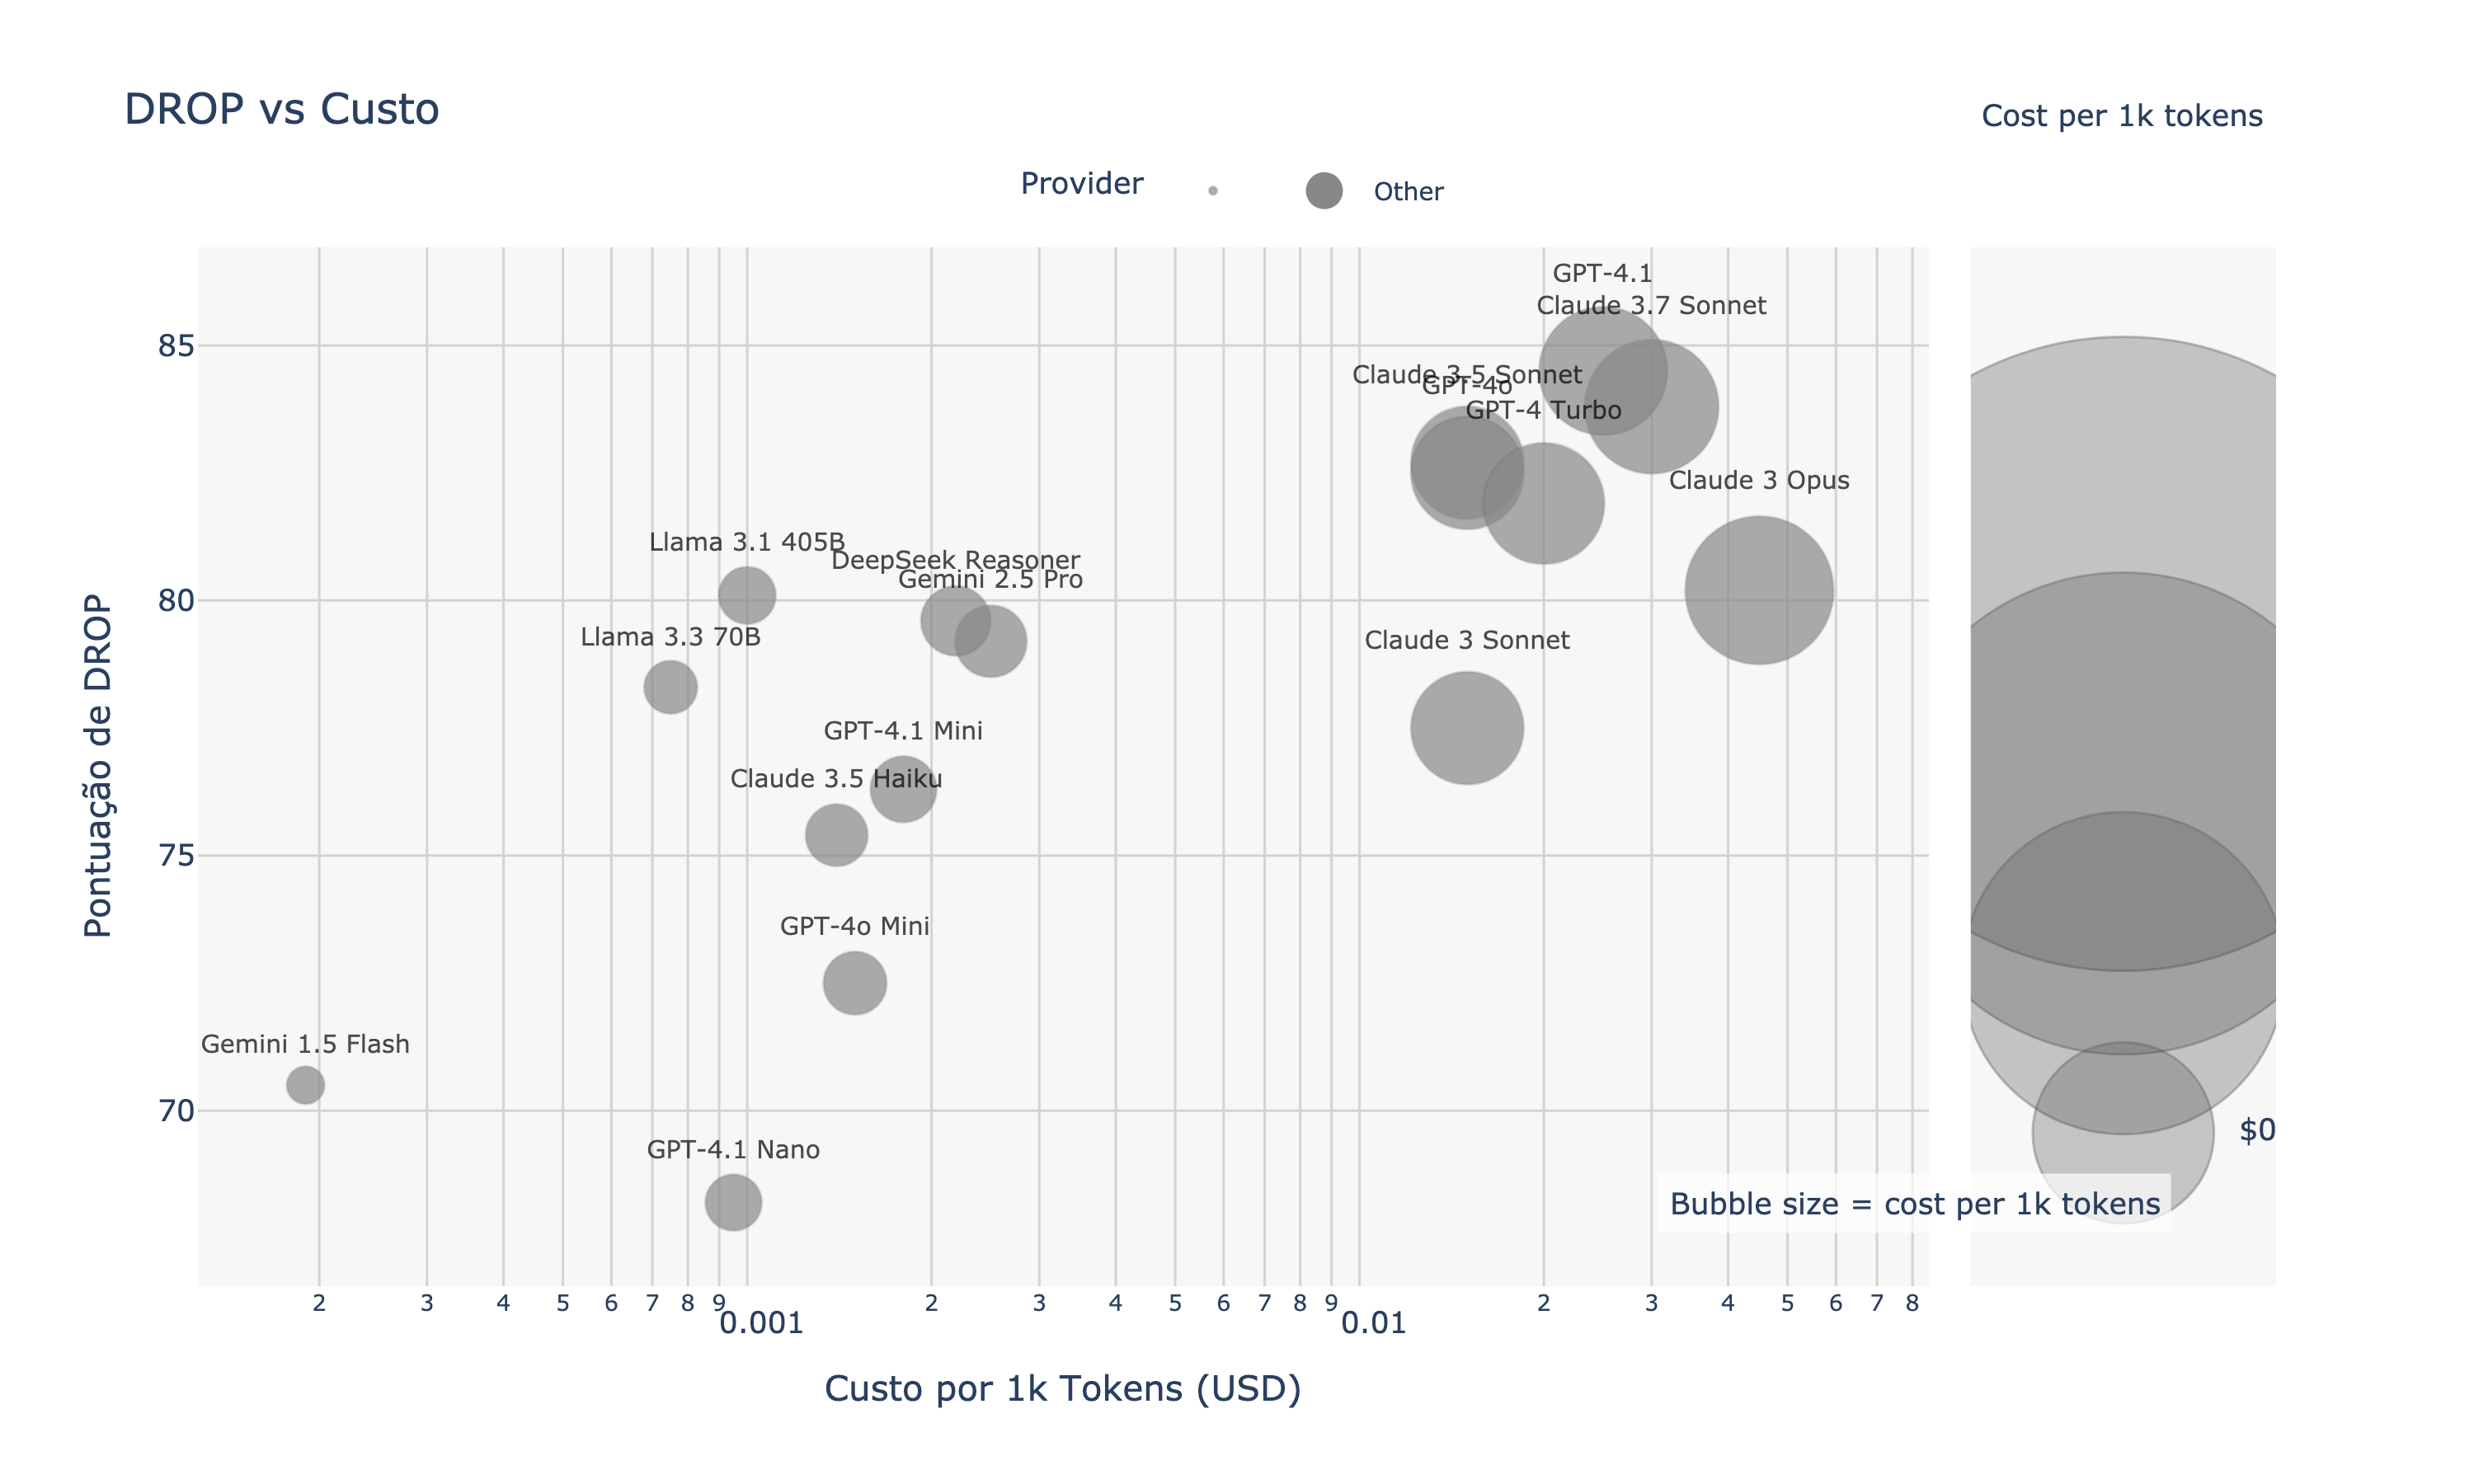 DROP vs Custo
Cost per 1k tokens
Provider
Other
GPT-4.1
Claude 3.7 Sonnet
85
Claude 3.5 Sonnet
GPT-4o
GPT-4 Turbo
Claude 3 Opus
Llama 3.1 405B
DeepSeek Reasoner
Gemini 2.5 Pro
80
Llama 3.3 70B
Claude 3 Sonnet
GPT-4.1 Mini
Claude 3.5 Haiku
75
GPT-4o Mini
Gemini 1.5 Flash
70
$0
GPT-4.1 Nano
Bubble size = cost per 1k tokens
Pontuação de DROP
2 3 4 5 6 7 8 9 2 3 4 5 6 7 8 9 2 3 4 5 6 7 8
0.001 0.01
Custo por 1k Tokens (USD)